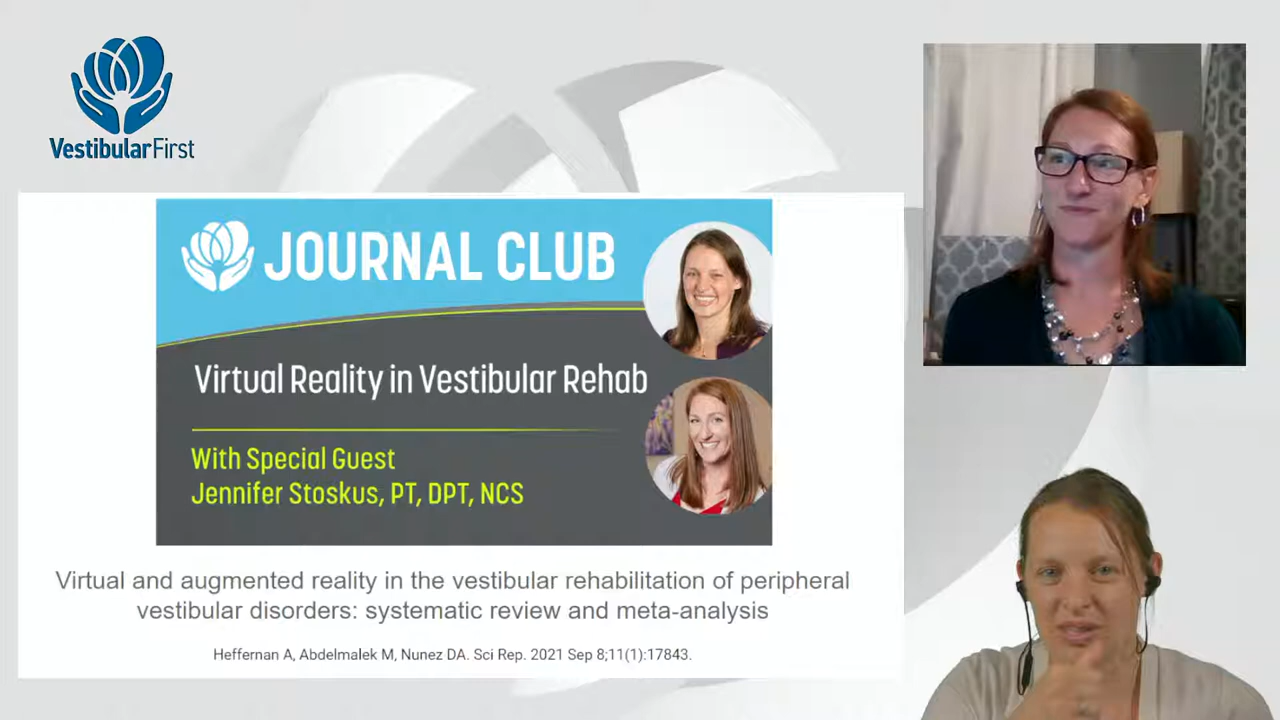 VestibularFirst
JOURNAL CLUB
Virtual Reality in Vestibular Rehab
With Special Guest
Jennifer Stoskus, PT, DPT, NCS
Virtual and augmented reality in the vestibular rehabilitation of peripheral
vestibular disorders: systematic review and meta-analysis
Heffernan A, Abdelmalek M, Nunez DA. Sci Rep. 2021 Sep 8;11(1):17843.